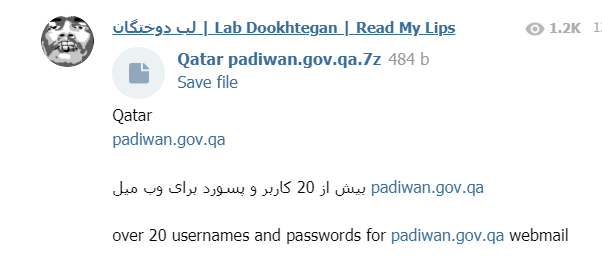 لب دوختگان | Lab Dookhtegan | Read My Lips
1.2K
Qatar padiwan.gov.qa.7z 484 b
Save file
Qatar
padiwan.gov.qa
بیش از 20 کاربر و پسورد برای وب میل padiwan.gov.qa
over 20 usernames and passwords for padiwan.gov.qa webmail